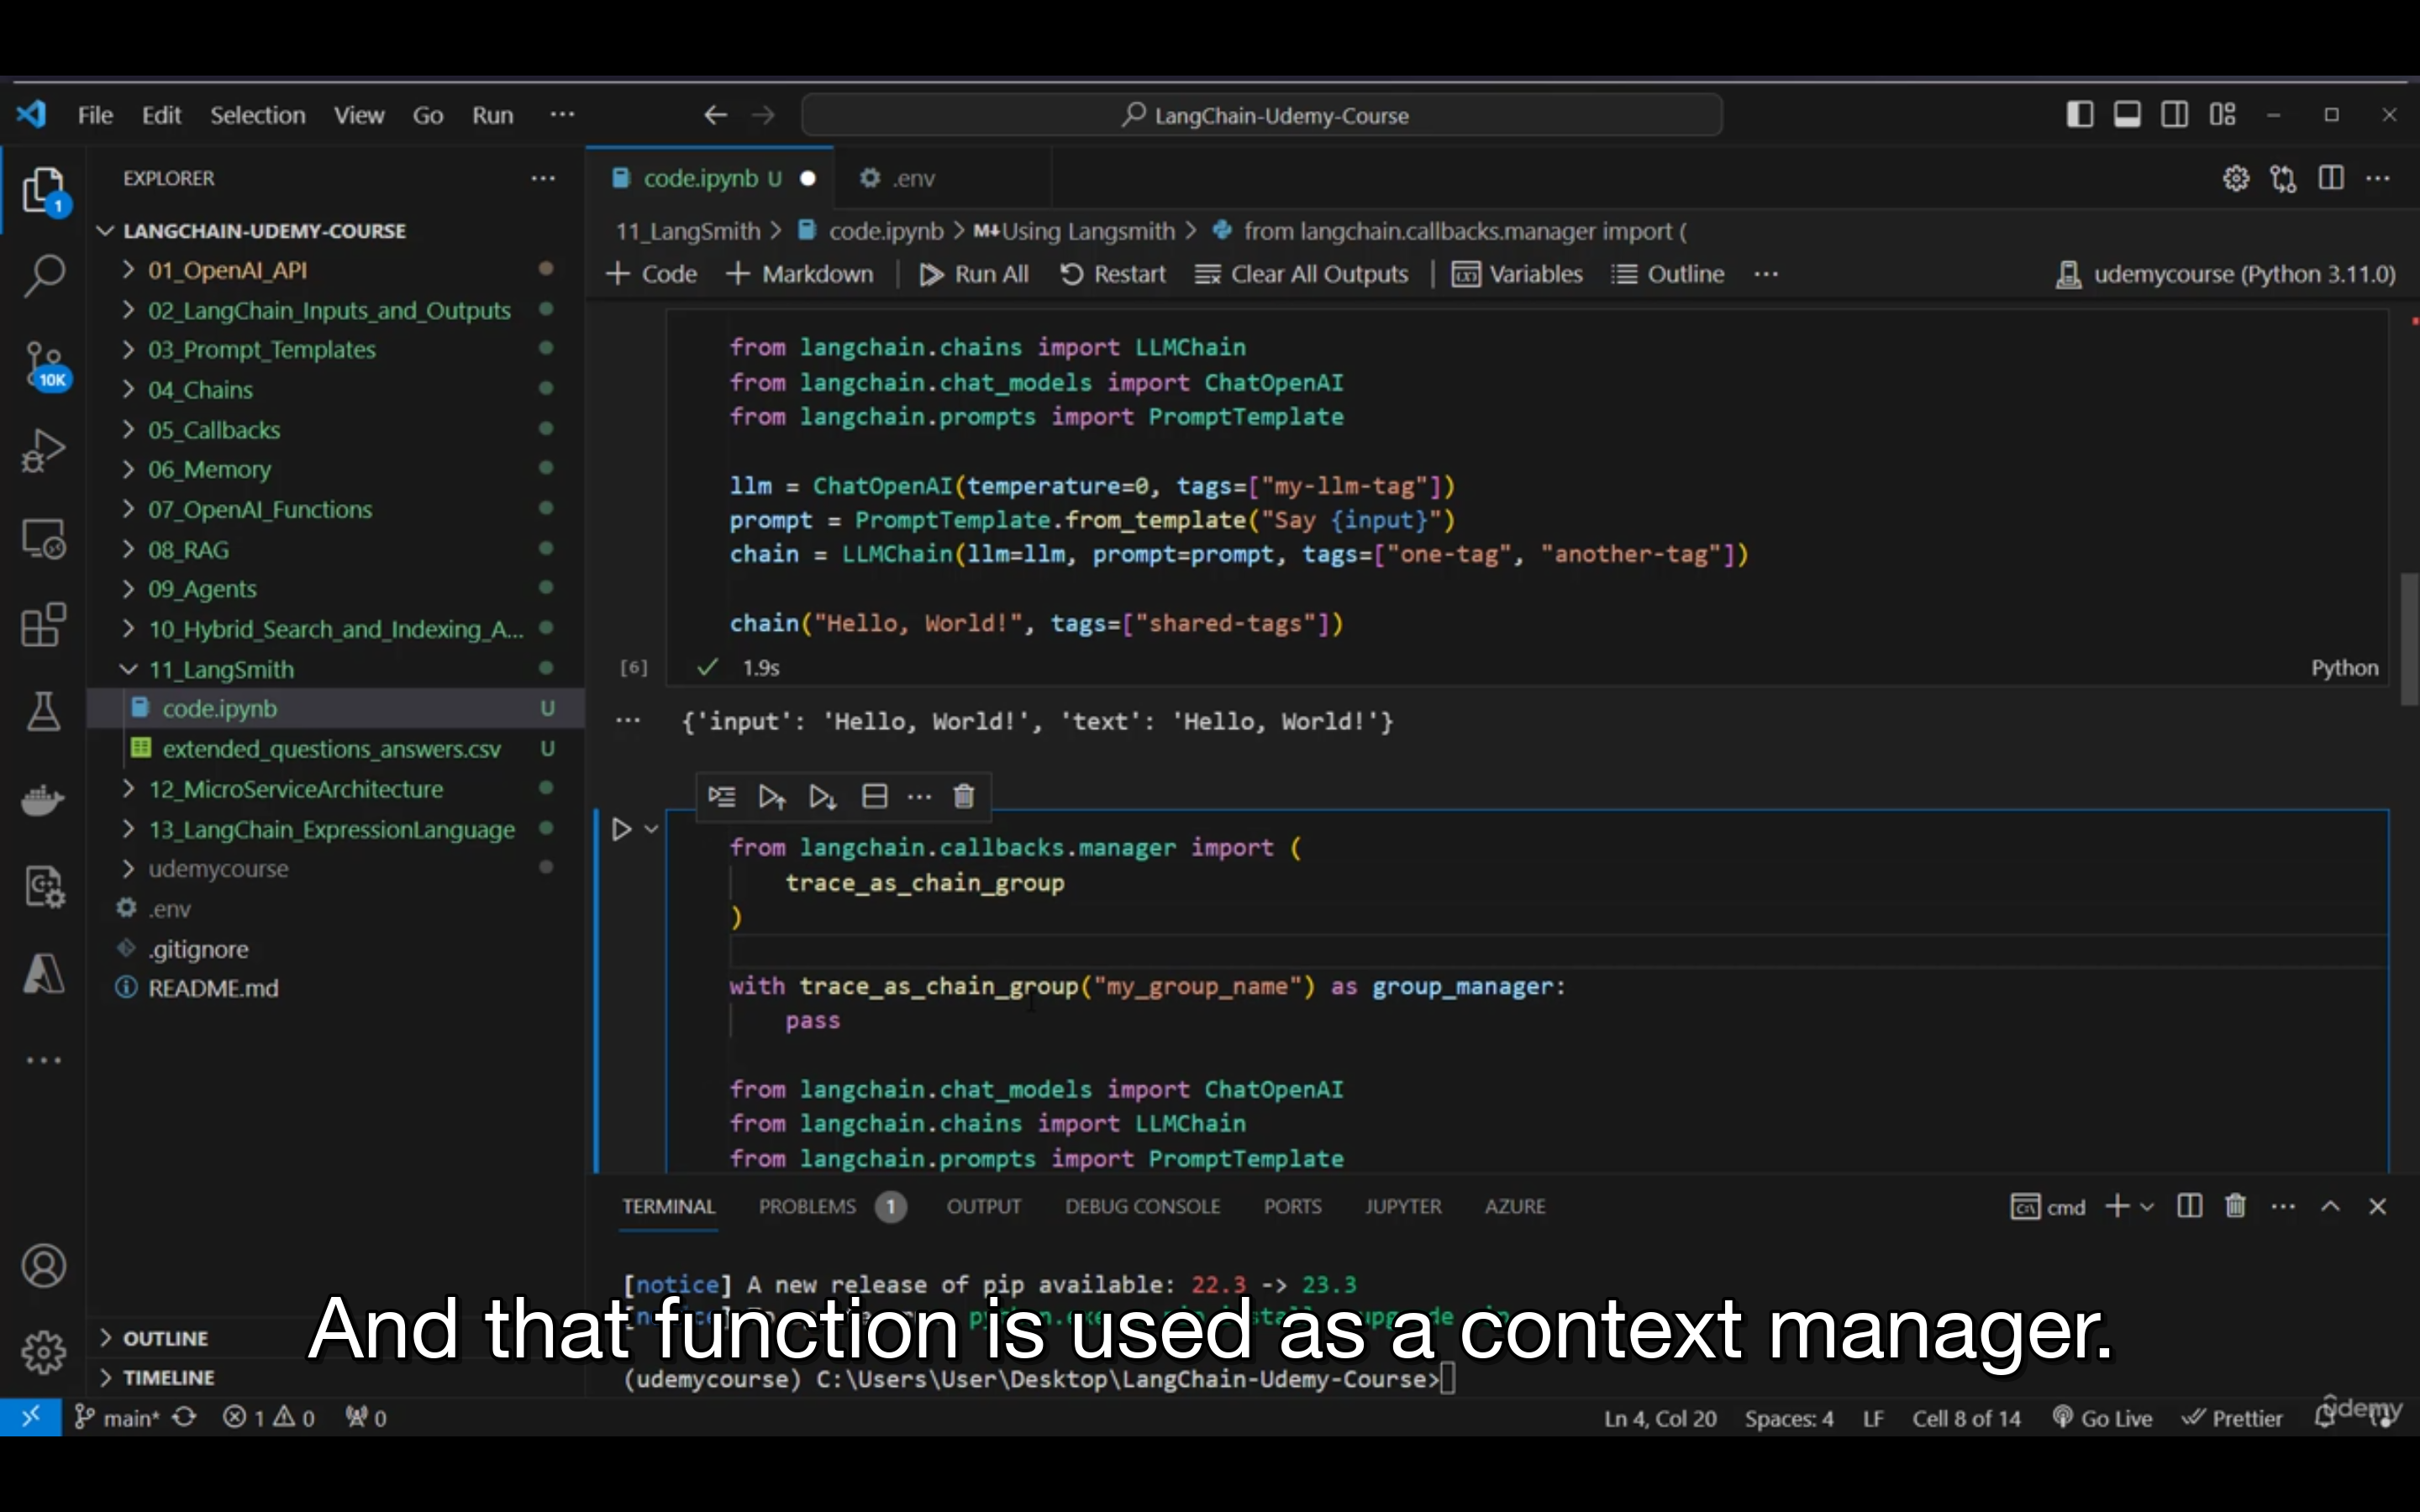 File Edit Selection View Go Run ···
LangChain-Udemy-Course
EXPLORER ···
1
10K
LANGCHAIN-UDEMY-COURSE
01_OpenAI_API
02_LangChain_Inputs_and_Outputs
03_Prompt_Templates
04_Chains
05_Callbacks
06_Memory
07_OpenAI_Functions
08_RAG
09_Agents
10_Hybrid_Search_and_Indexing_A...
11_LangSmith
code.ipynb U
extended_questions_answers.csv U
12_MicroServiceArchitecture
13_LangChain_ExpressionLanguage
udemycourse
.env
.gitignore
README.md
OUTLINE
TIMELINE
code.ipynb U
.env
11_LangSmith > code.ipynb > M↓Using Langsmith > from langchain.callbacks.manager import (
+ Code + Markdown | Run All Restart Clear All Outputs | Variables Outline ···
udemycourse (Python 3.11.0)
from langchain.chains import LLMChain
from langchain.chat_models import ChatOpenAI
from langchain.prompts import PromptTemplate
llm = ChatOpenAI(temperature=0, tags=["my-llm-tag"])
prompt = PromptTemplate.from_template("Say {input}")
chain = LLMChain(llm=llm, prompt=prompt, tags=["one-tag", "another-tag"])
chain("Hello, World!", tags=["shared-tags"])
[6] ✓ 1.9s Python
··· {'input': 'Hello, World!', 'text': 'Hello, World!'}
from langchain.callbacks.manager import (
trace_as_chain_group
)
with trace_as_chain_group("my_group_name") as group_manager:
pass
from langchain.chat_models import ChatOpenAI
from langchain.chains import LLMChain
from langchain.prompts import PromptTemplate
TERMINAL PROBLEMS 1 OUTPUT DEBUG CONSOLE PORTS JUPYTER AZURE
cmd
[notice] A new release of pip available: 22.3 -> 23.3
And that function is used as a context manager.
(udemycourse) C:\Users\User\Desktop\LangChain-Udemy-Course>
main* 1 0 0
Ln 4, Col 20 Spaces: 4 LF Cell 8 of 14 Go Live Prettier
udemy